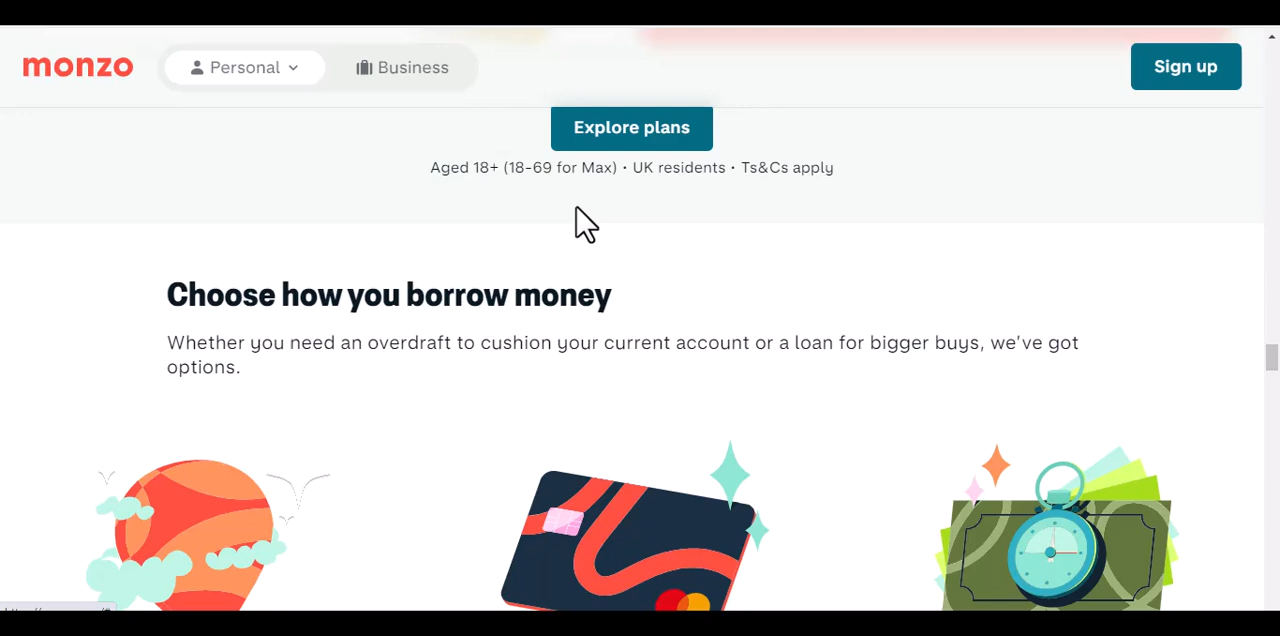 monzo
Personal
Business
Sign up
Explore plans
Aged 18+ (18-69 for Max) • UK residents • Ts&Cs apply
Choose how you borrow money
Whether you need an overdraft to cushion your current account or a loan for bigger buys, we’ve got
options.